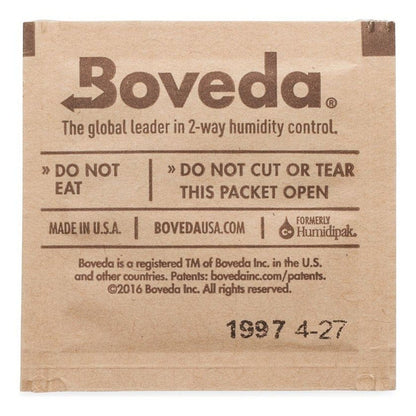 Boveda®
The global leader in 2-way humidity control.
» DO NOT
EAT
» DO NOT CUT OR TEAR
THIS PACKET OPEN
MADE IN U.S.A. | BOVEDAUSA.COM | FORMERLY
Humidipak.
Boveda is a registered TM of Boveda Inc. in the U.S.
and other countries. Patents: bovedainc.com/patents.
©2016 Boveda Inc. All rights reserved.
1997 4-27